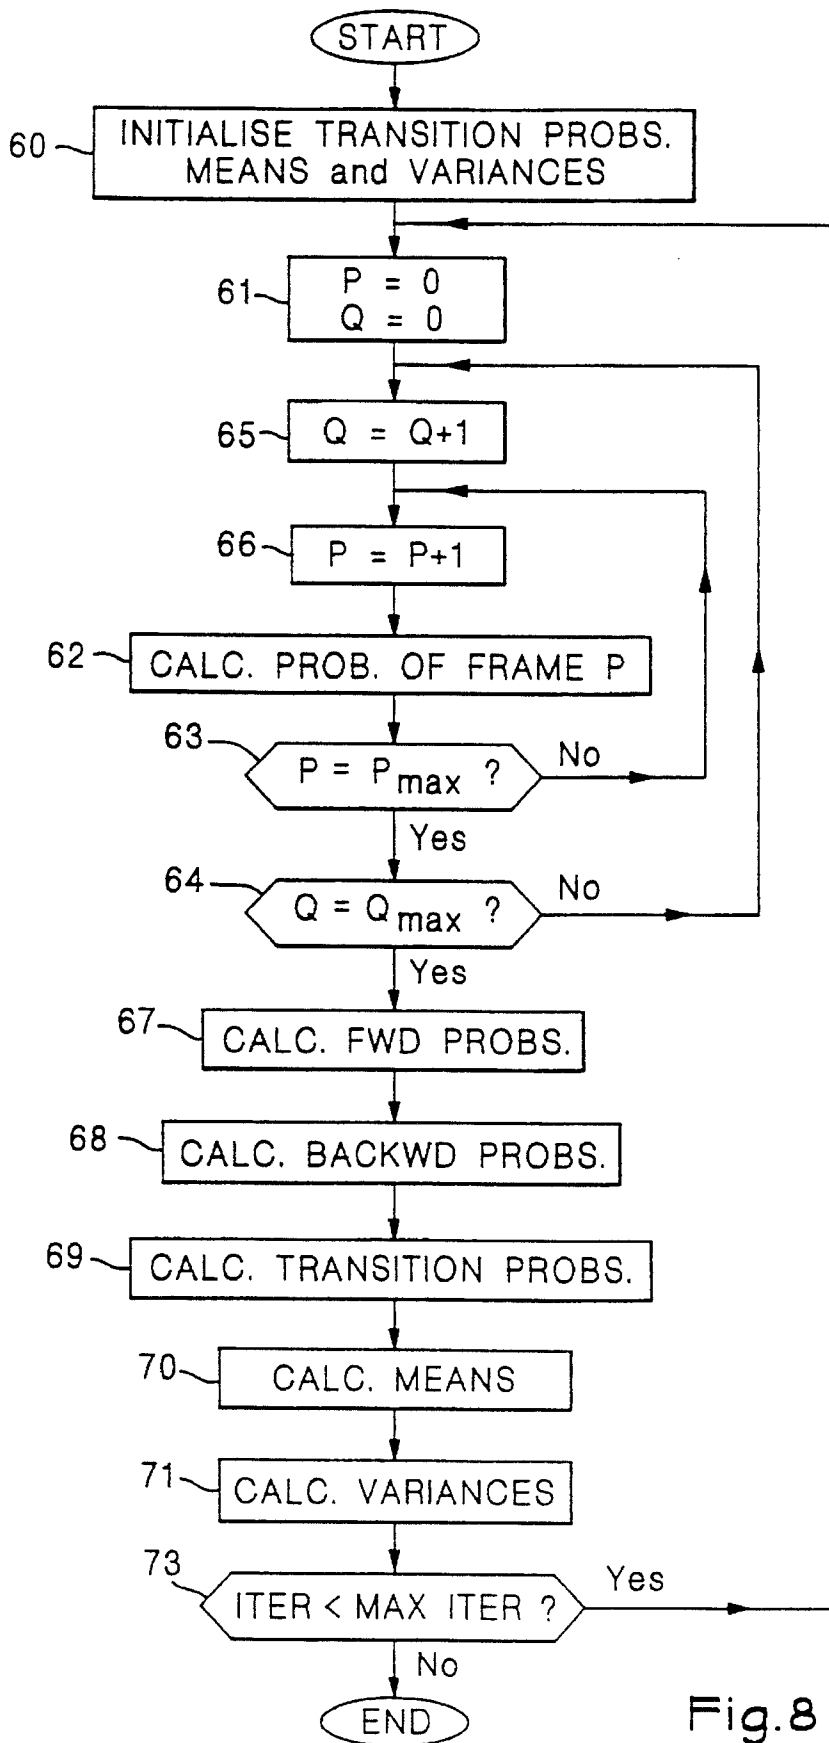 START
60
INITIALISE TRANSITION PROBS.
MEANS and VARIANCES
61
P = 0
Q = 0
65
Q = Q+1
66
P = P+1
62
CALC. PROB. OF FRAME P
63
P = Pmax ?
No
Yes
64
Q = Qmax ?
No
Yes
67
CALC. FWD PROBS.
68
CALC. BACKWD PROBS.
69
CALC. TRANSITION PROBS.
70
CALC. MEANS
71
CALC. VARIANCES
73
ITER < MAX ITER ?
Yes
No
END
Fig.8